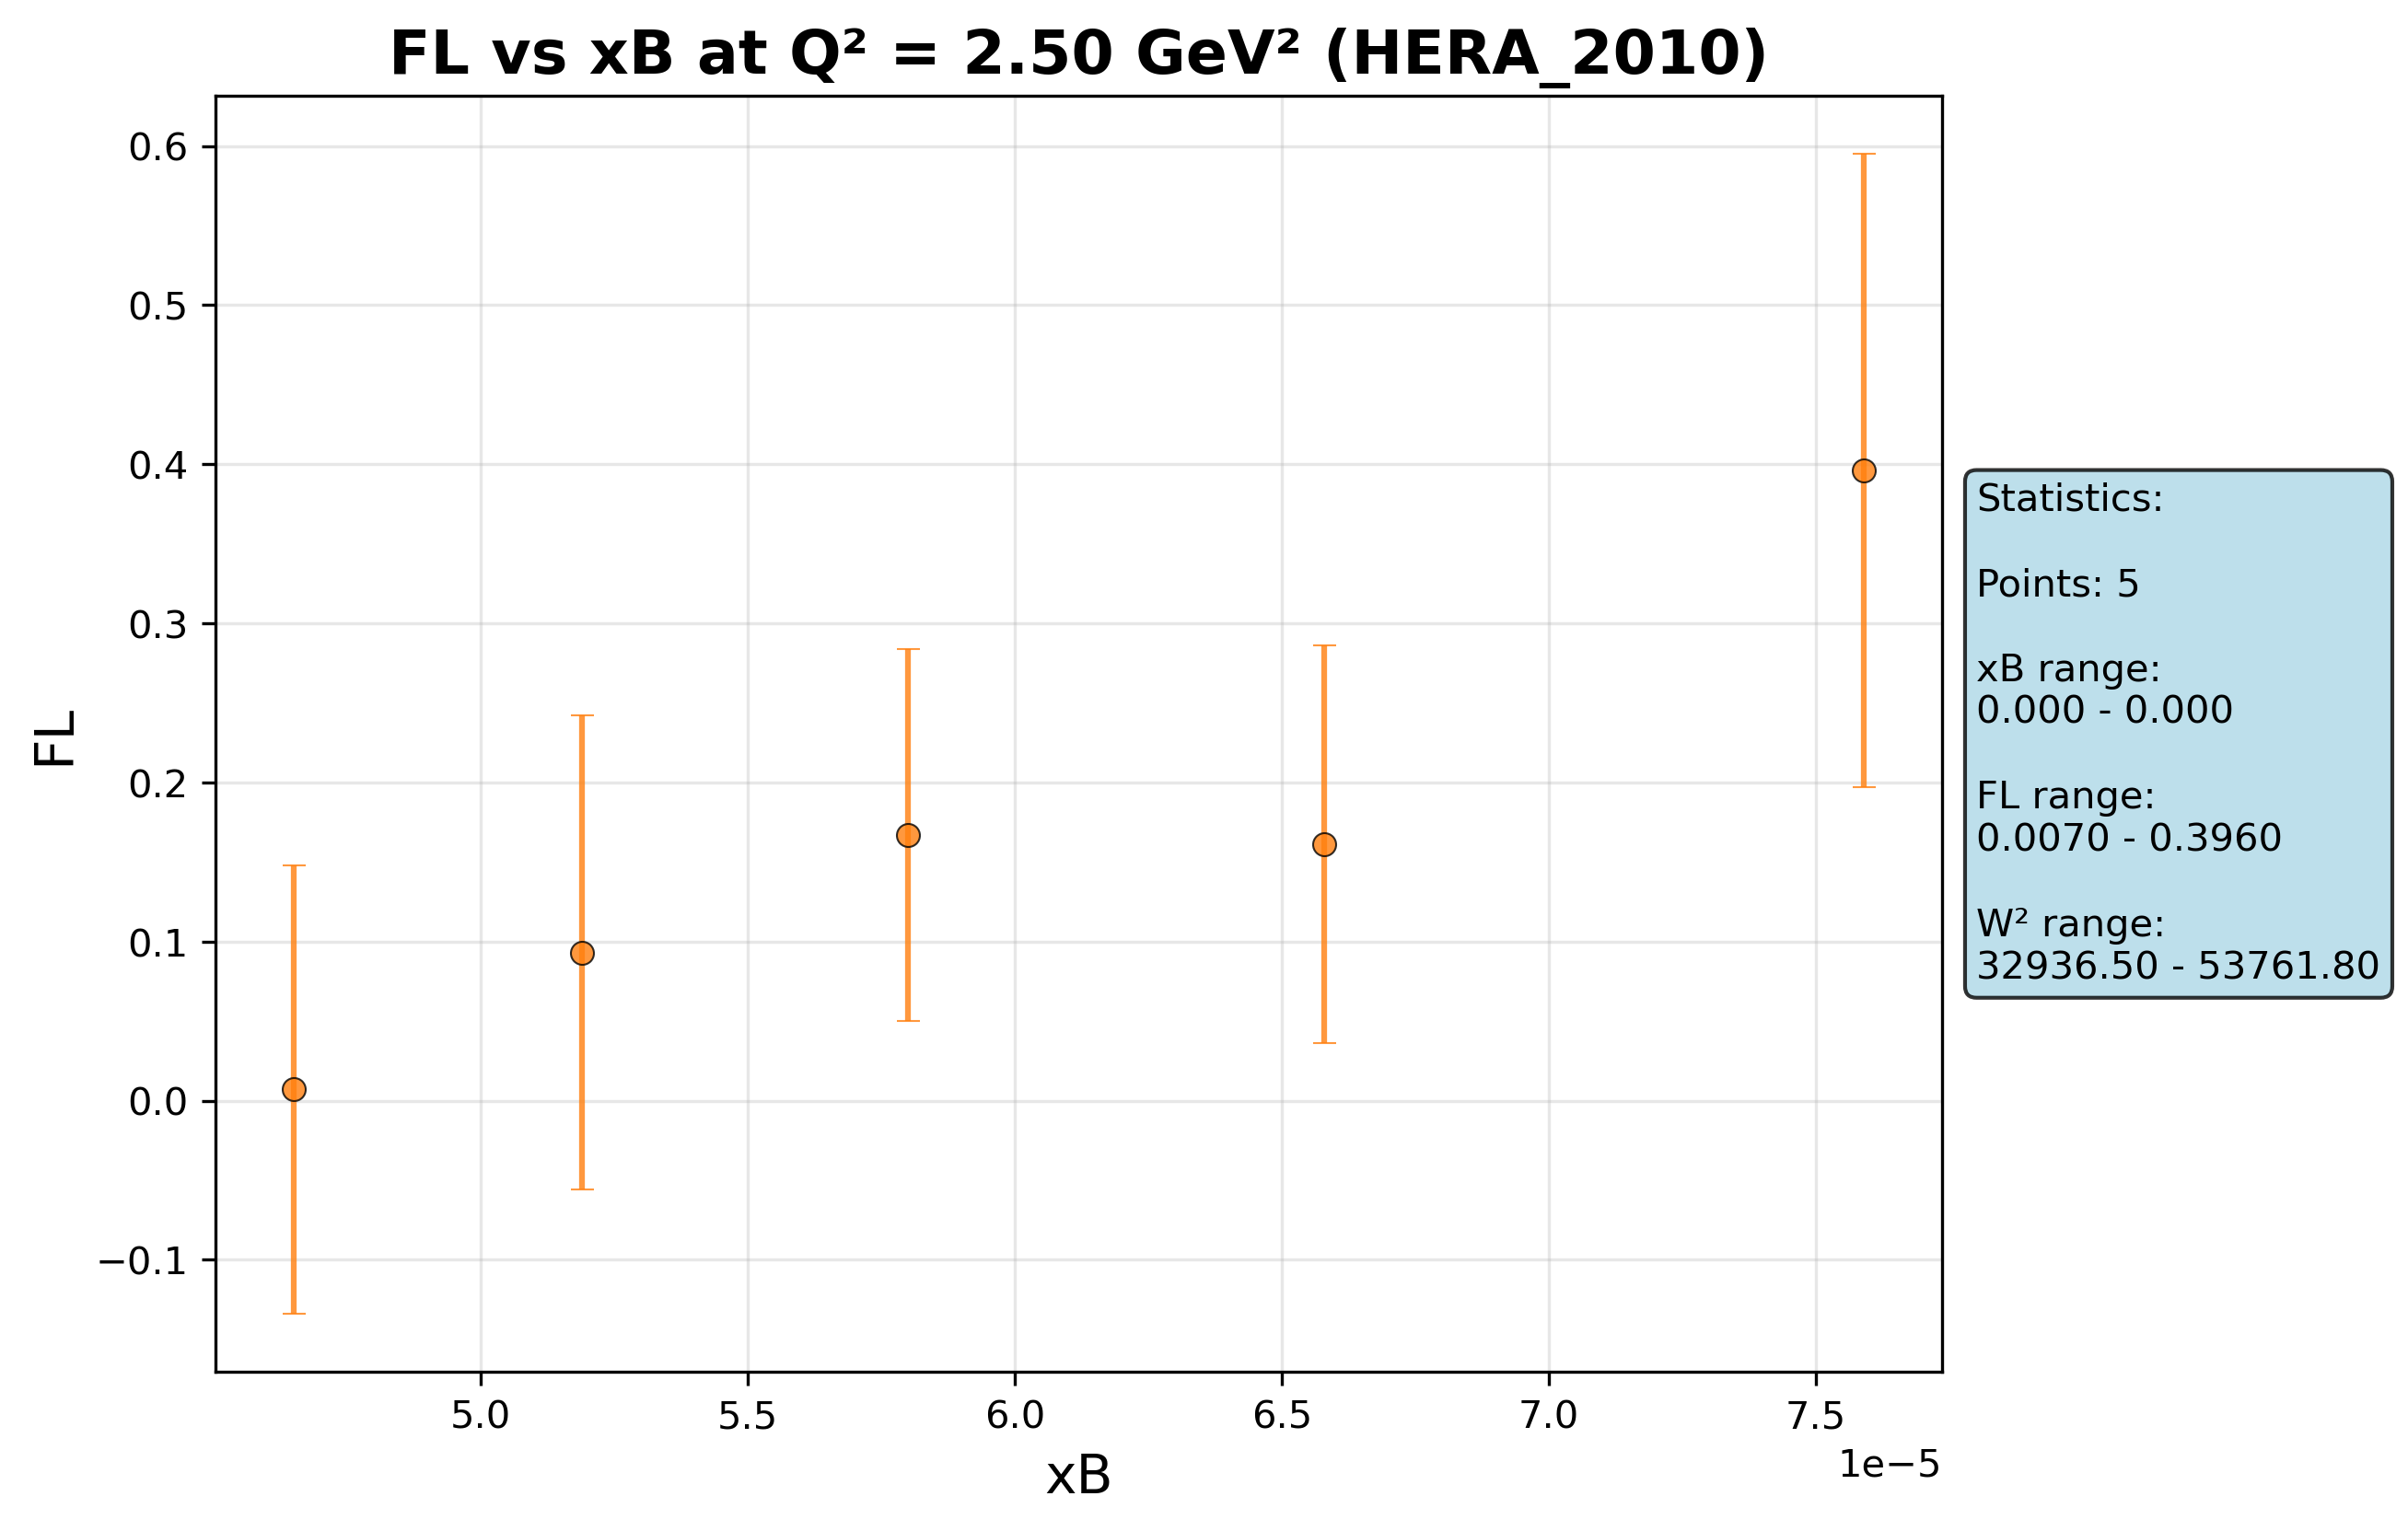 FL vs xB at Q² = 2.50 GeV² (HERA_2010)
0.6
0.5
0.4
0.3
0.2
0.1
0.0
−0.1
FL
5.0 5.5 6.0 6.5 7.0 7.5
1e−5
xB
Statistics:
Points: 5
xB range:
0.000 - 0.000
FL range:
0.0070 - 0.3960
W² range:
32936.50 - 53761.80